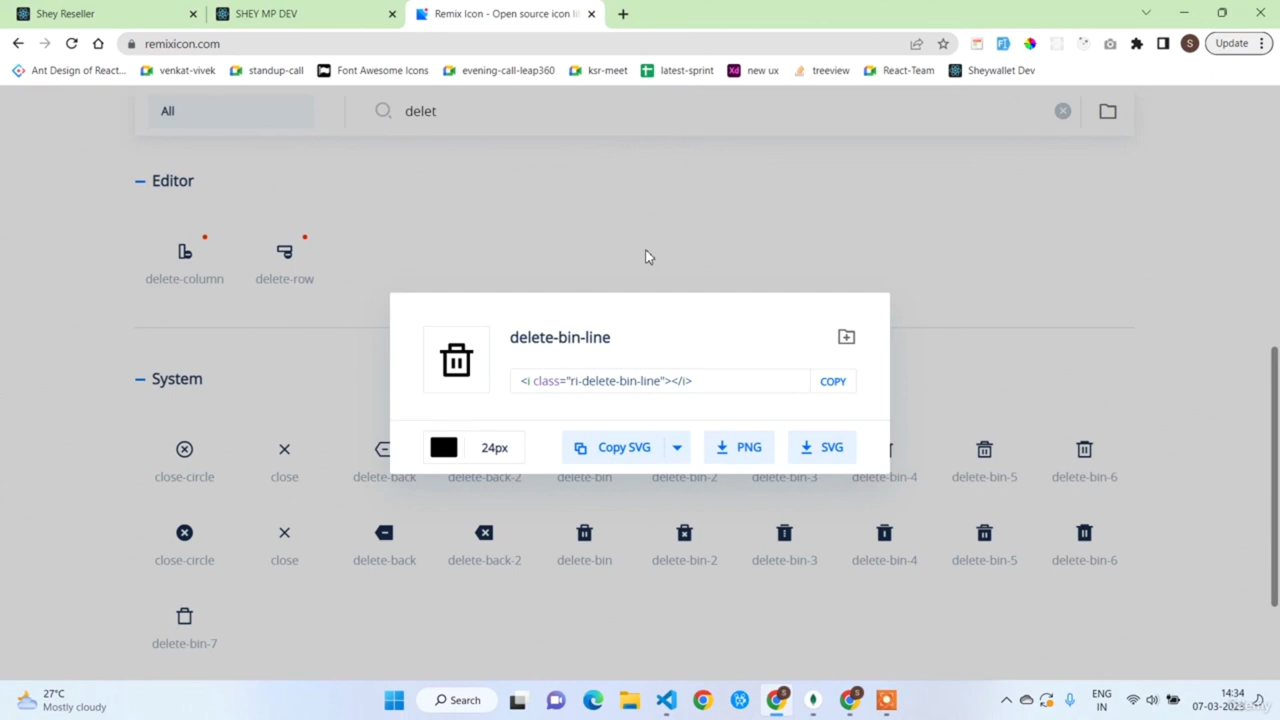 Shey Reseller
SHEY MP DEV
Remix Icon - Open source icon li
remixicon.com
Update
Ant Design of React...
venkat-vivek
standup-call
Font Awesome Icons
evening-call-leap360
ksr-meet
latest-sprint
new ux
treeview
React-Team
Sheywallet Dev
All
delet
Editor
delete-column
delete-row
delete-bin-line
<i class="ri-delete-bin-line"></i>
COPY
24px
Copy SVG
PNG
SVG
System
close-circle
close
delete-back
delete-back-2
delete-bin
delete-bin-2
delete-bin-3
delete-bin-4
delete-bin-5
delete-bin-6
close-circle
close
delete-back
delete-back-2
delete-bin
delete-bin-2
delete-bin-3
delete-bin-4
delete-bin-5
delete-bin-6
delete-bin-7
27°C
Mostly cloudy
Search
ENG
IN
14:34
07-03-2023